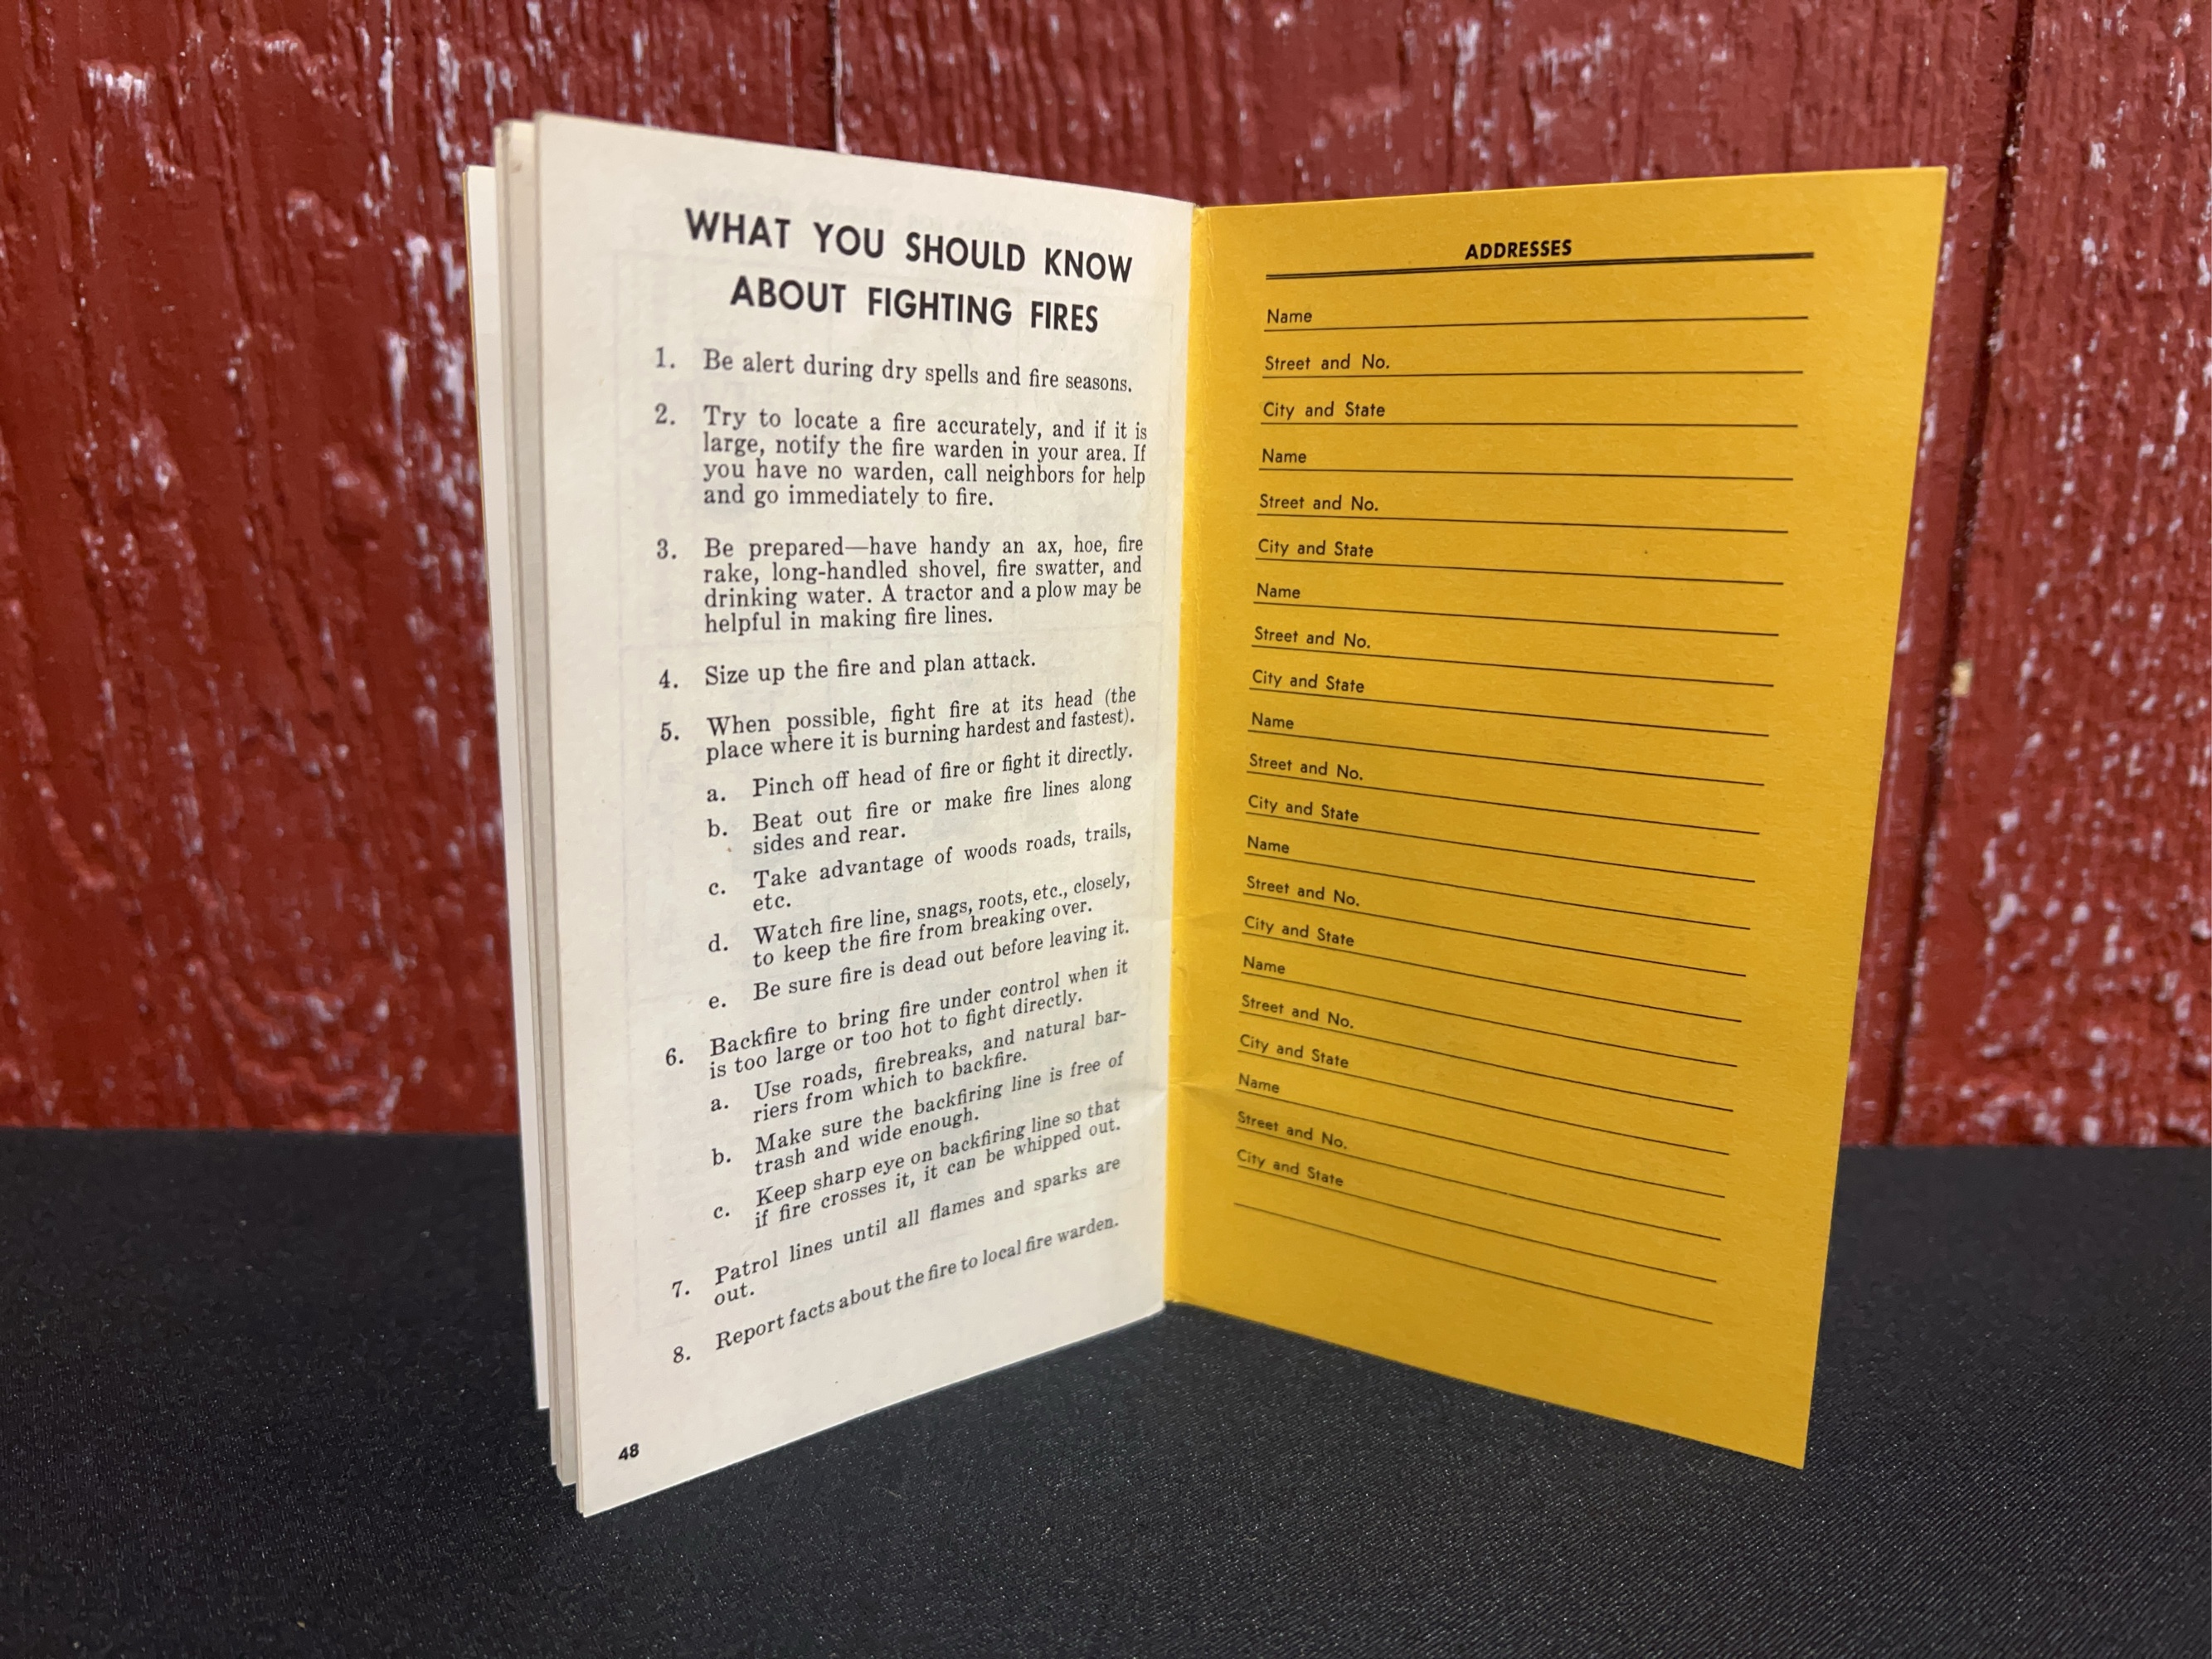 WHAT YOU SHOULD KNOW
ABOUT FIGHTING FIRES
1. Be alert during dry spells and fire seasons.
2. Try to locate a fire accurately, and if it is
large, notify the fire warden in your area. If
you have no warden, call neighbors for help
and go immediately to fire.
3. Be prepared—have handy an ax, hoe, fire
rake, long-handled shovel, fire swatter, and
drinking water. A tractor and a plow may be
helpful in making fire lines.
4. Size up the fire and plan attack.
5. When possible, fight fire at its head (the
place where it is burning hardest and fastest).
a. Pinch off head of fire or fight it directly.
b. Beat out fire or make fire lines along
sides and rear.
c. Take advantage of woods roads, trails,
etc.
d. Watch fire line, snags, roots, etc., closely,
to keep the fire from breaking over.
e. Be sure fire is dead out before leaving it.
6. Backfire to bring fire under control when it
is too large or too hot to fight directly.
a. Use roads, firebreaks, and natural bar-
riers from which to backfire.
b. Make sure the backfiring line is free of
trash and wide enough.
c. Keep sharp eye on backfiring line so that
if fire crosses it, it can be whipped out.
7. Patrol lines until all flames and sparks are
out.
8. Report facts about the fire to local fire warden.
48
ADDRESSES
Name
Street and No.
City and State
Name
Street and No.
City and State
Name
Street and No.
City and State
Name
Street and No.
City and State
Name
Street and No.
City and State
Name
Street and No.
City and State
Name
Street and No.
City and State